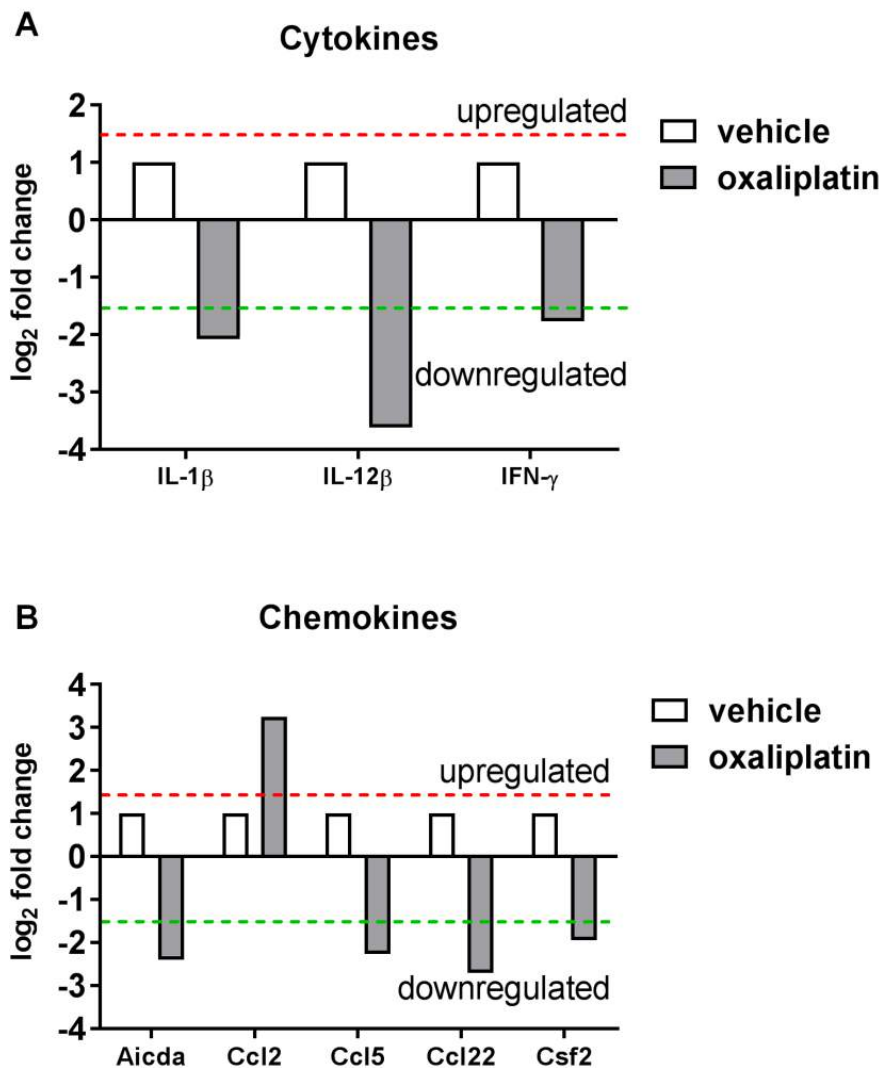 A
Cytokines
log₂ fold change
2
1
0
-1
-2
-3
-4
upregulated
downregulated
vehicle
oxaliplatin
IL-1β
IL-12β
IFN-γ
B
Chemokines
log₂ fold change
4
3
2
1
0
-1
-2
-3
-4
upregulated
downregulated
vehicle
oxaliplatin
Aicda
Ccl2
Ccl5
Ccl22
Csf2